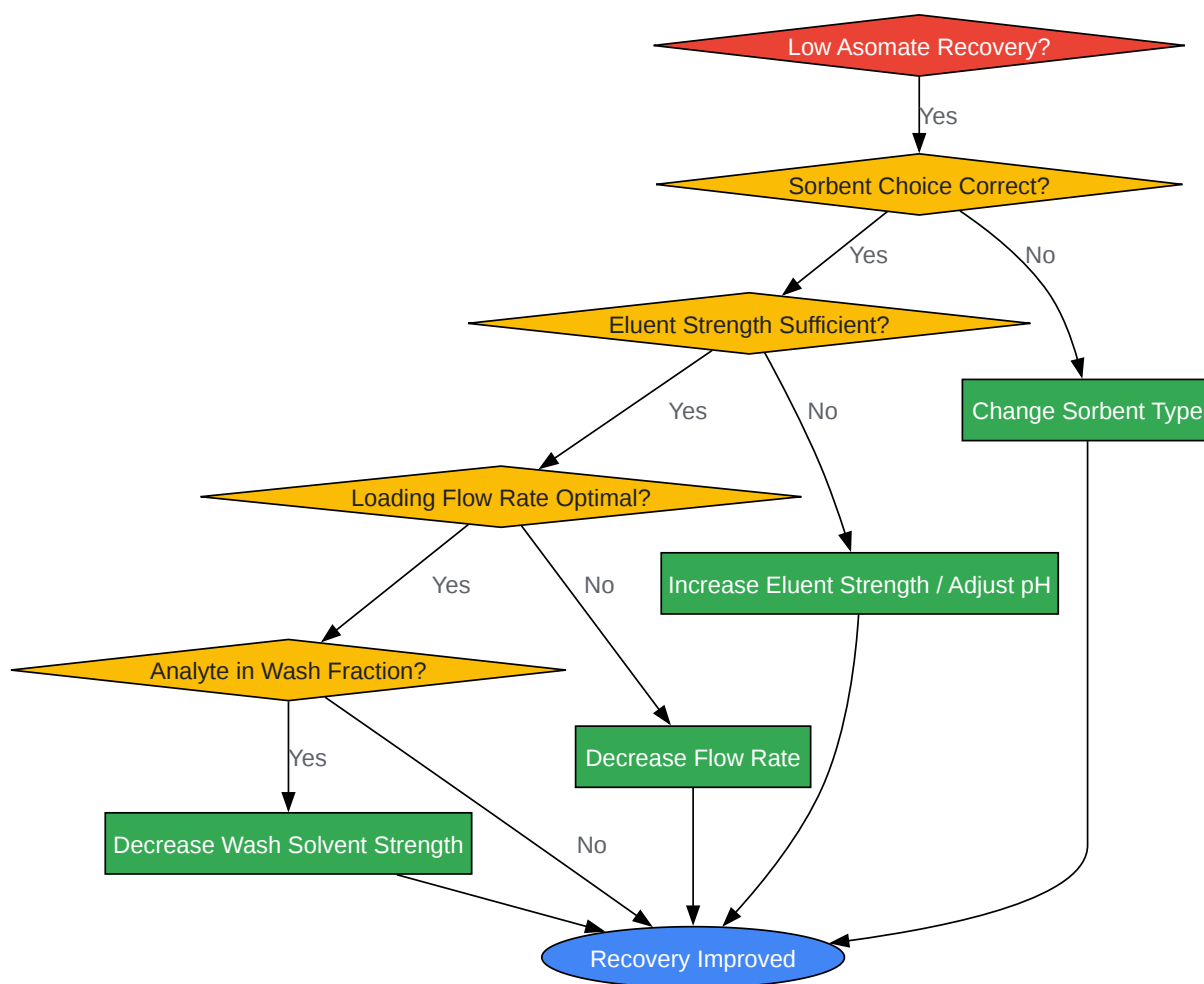 Low Asomate Recovery?
Yes
Sorbent Choice Correct?
Yes
No
Eluent Strength Sufficient?
Change Sorbent Type
Yes
No
Loading Flow Rate Optimal?
Increase Eluent Strength / Adjust pH
Yes
No
Analyte in Wash Fraction?
Decrease Flow Rate
Yes
Decrease Wash Solvent Strength
No
Recovery Improved